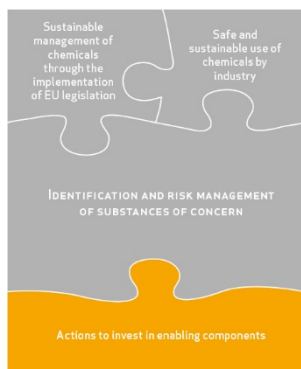 Sustainable
management of
chemicals
through the
implementation
of EU legislation
Safe and
sustainable use of
chemicals by
industry
IDENTIFICATION AND RISK MANAGEMENT
OF SUBSTANCES OF CONCERN
Actions to invest in enabling components